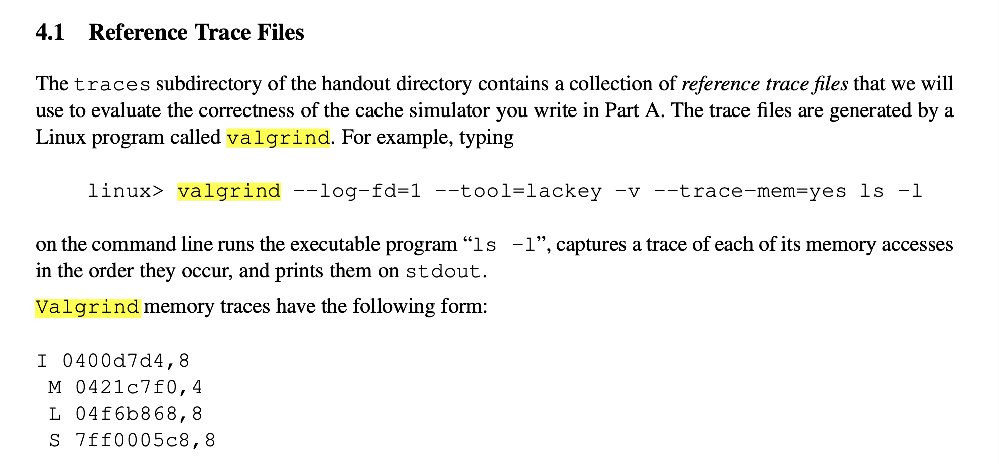 4.1 Reference Trace Files
The traces subdirectory of the handout directory contains a collection of reference trace files that we will
use to evaluate the correctness of the cache simulator you write in Part A. The trace files are generated by a
Linux program called valgrind. For example, typing
linux> valgrind --log-fd=1 --tool=lackey -v --trace-mem=yes ls -l
on the command line runs the executable program “ls -l”, captures a trace of each of its memory accesses
in the order they occur, and prints them on stdout.
Valgrind memory traces have the following form:
I 0400d7d4,8
 M 0421c7f0,4
 L 04f6b868,8
 S 7ff0005c8,8